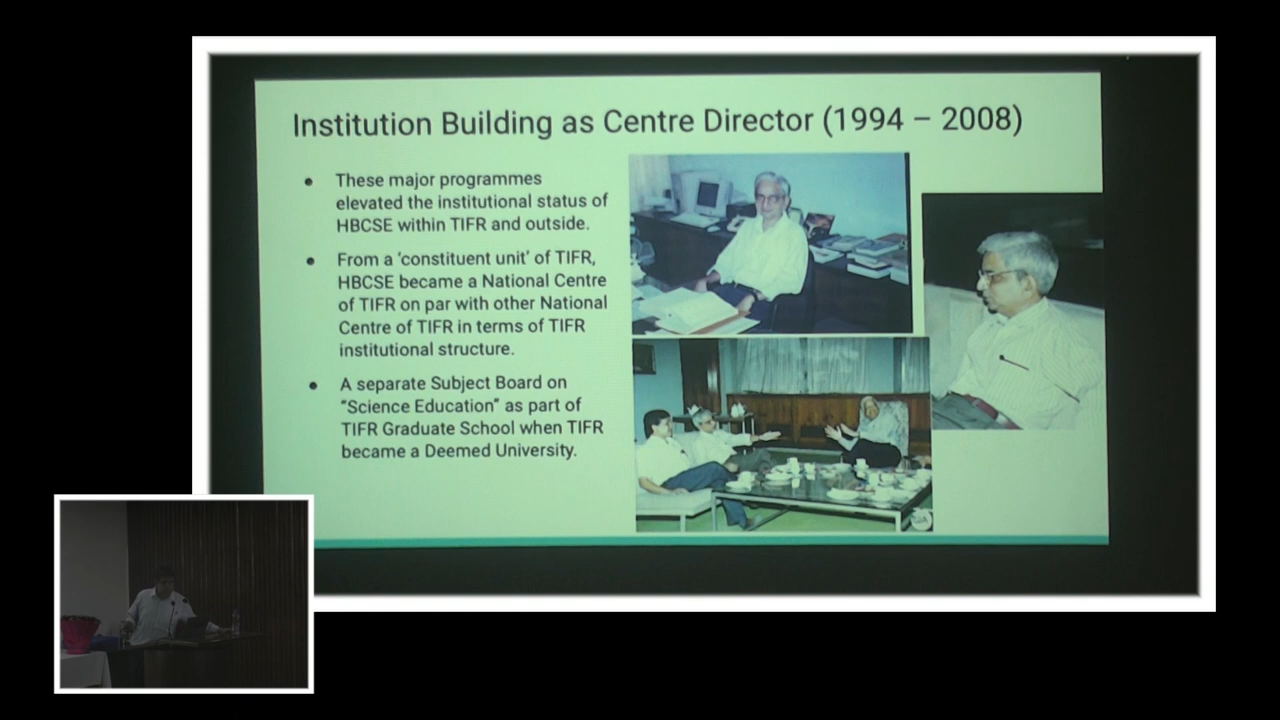 Institution Building as Centre Director (1994 – 2008)
● These major programmes
elevated the institutional status of
HBCSE within TIFR and outside.
● From a 'constituent unit' of TIFR,
HBCSE became a National Centre
of TIFR on par with other National
Centre of TIFR in terms of TIFR
institutional structure.
● A separate Subject Board on
"Science Education" as part of
TIFR Graduate School when TIFR
became a Deemed University.